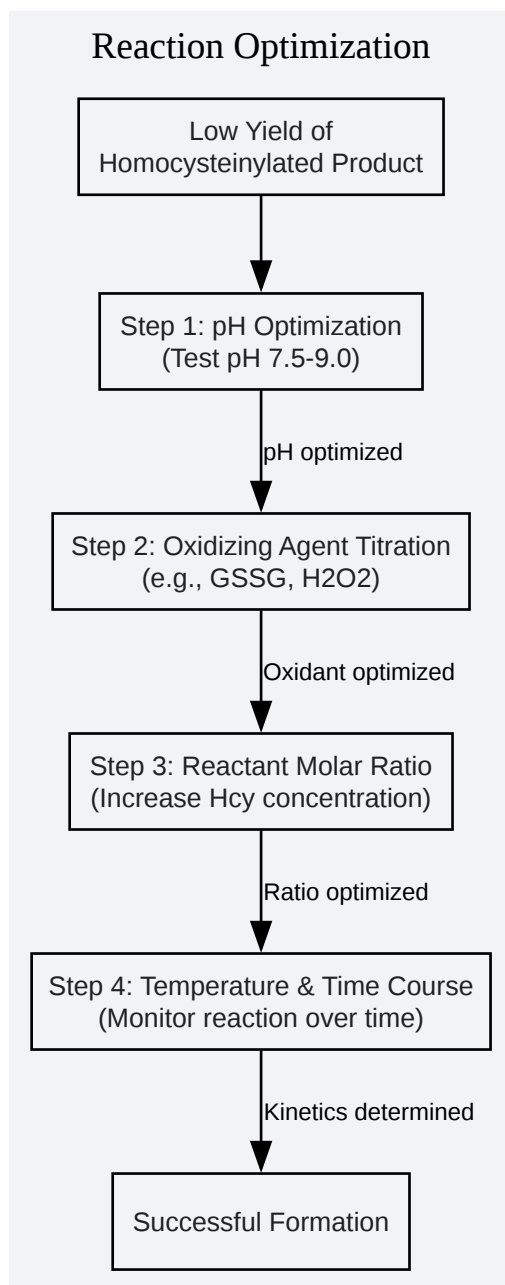 Reaction Optimization
Low Yield of
Homocysteinylated Product
Step 1: pH Optimization
(Test pH 7.5-9.0)
pH optimized
Step 2: Oxidizing Agent Titration
(e.g., GSSG, H2O2)
Oxidant optimized
Step 3: Reactant Molar Ratio
(Increase Hcy concentration)
Ratio optimized
Step 4: Temperature & Time Course
(Monitor reaction over time)
Kinetics determined
Successful Formation